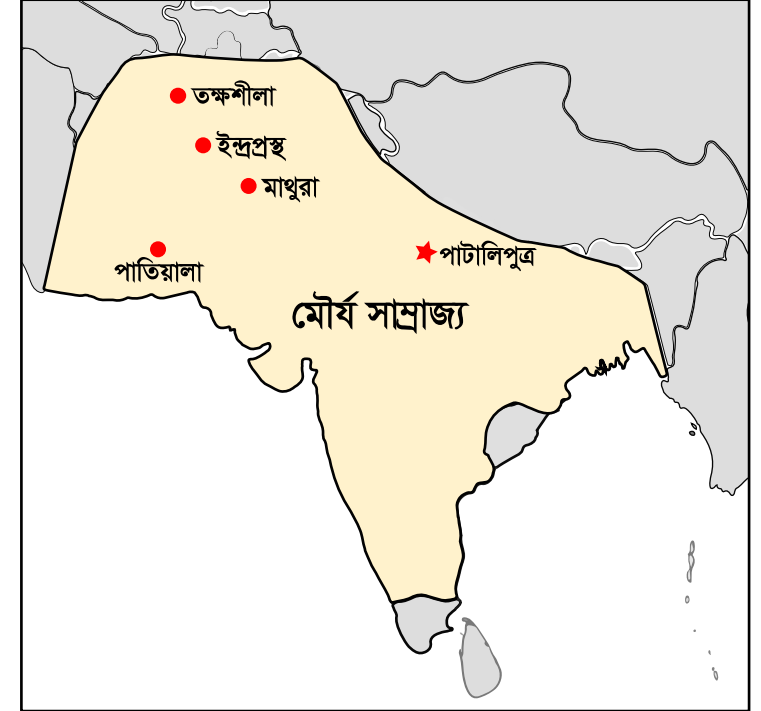 তক্ষশীলা
ইন্দ্রপ্রস্থ
মাথুরা
পাটালিপুত্র
পাতিয়ালা
মৌর্য সাম্রাজ্য